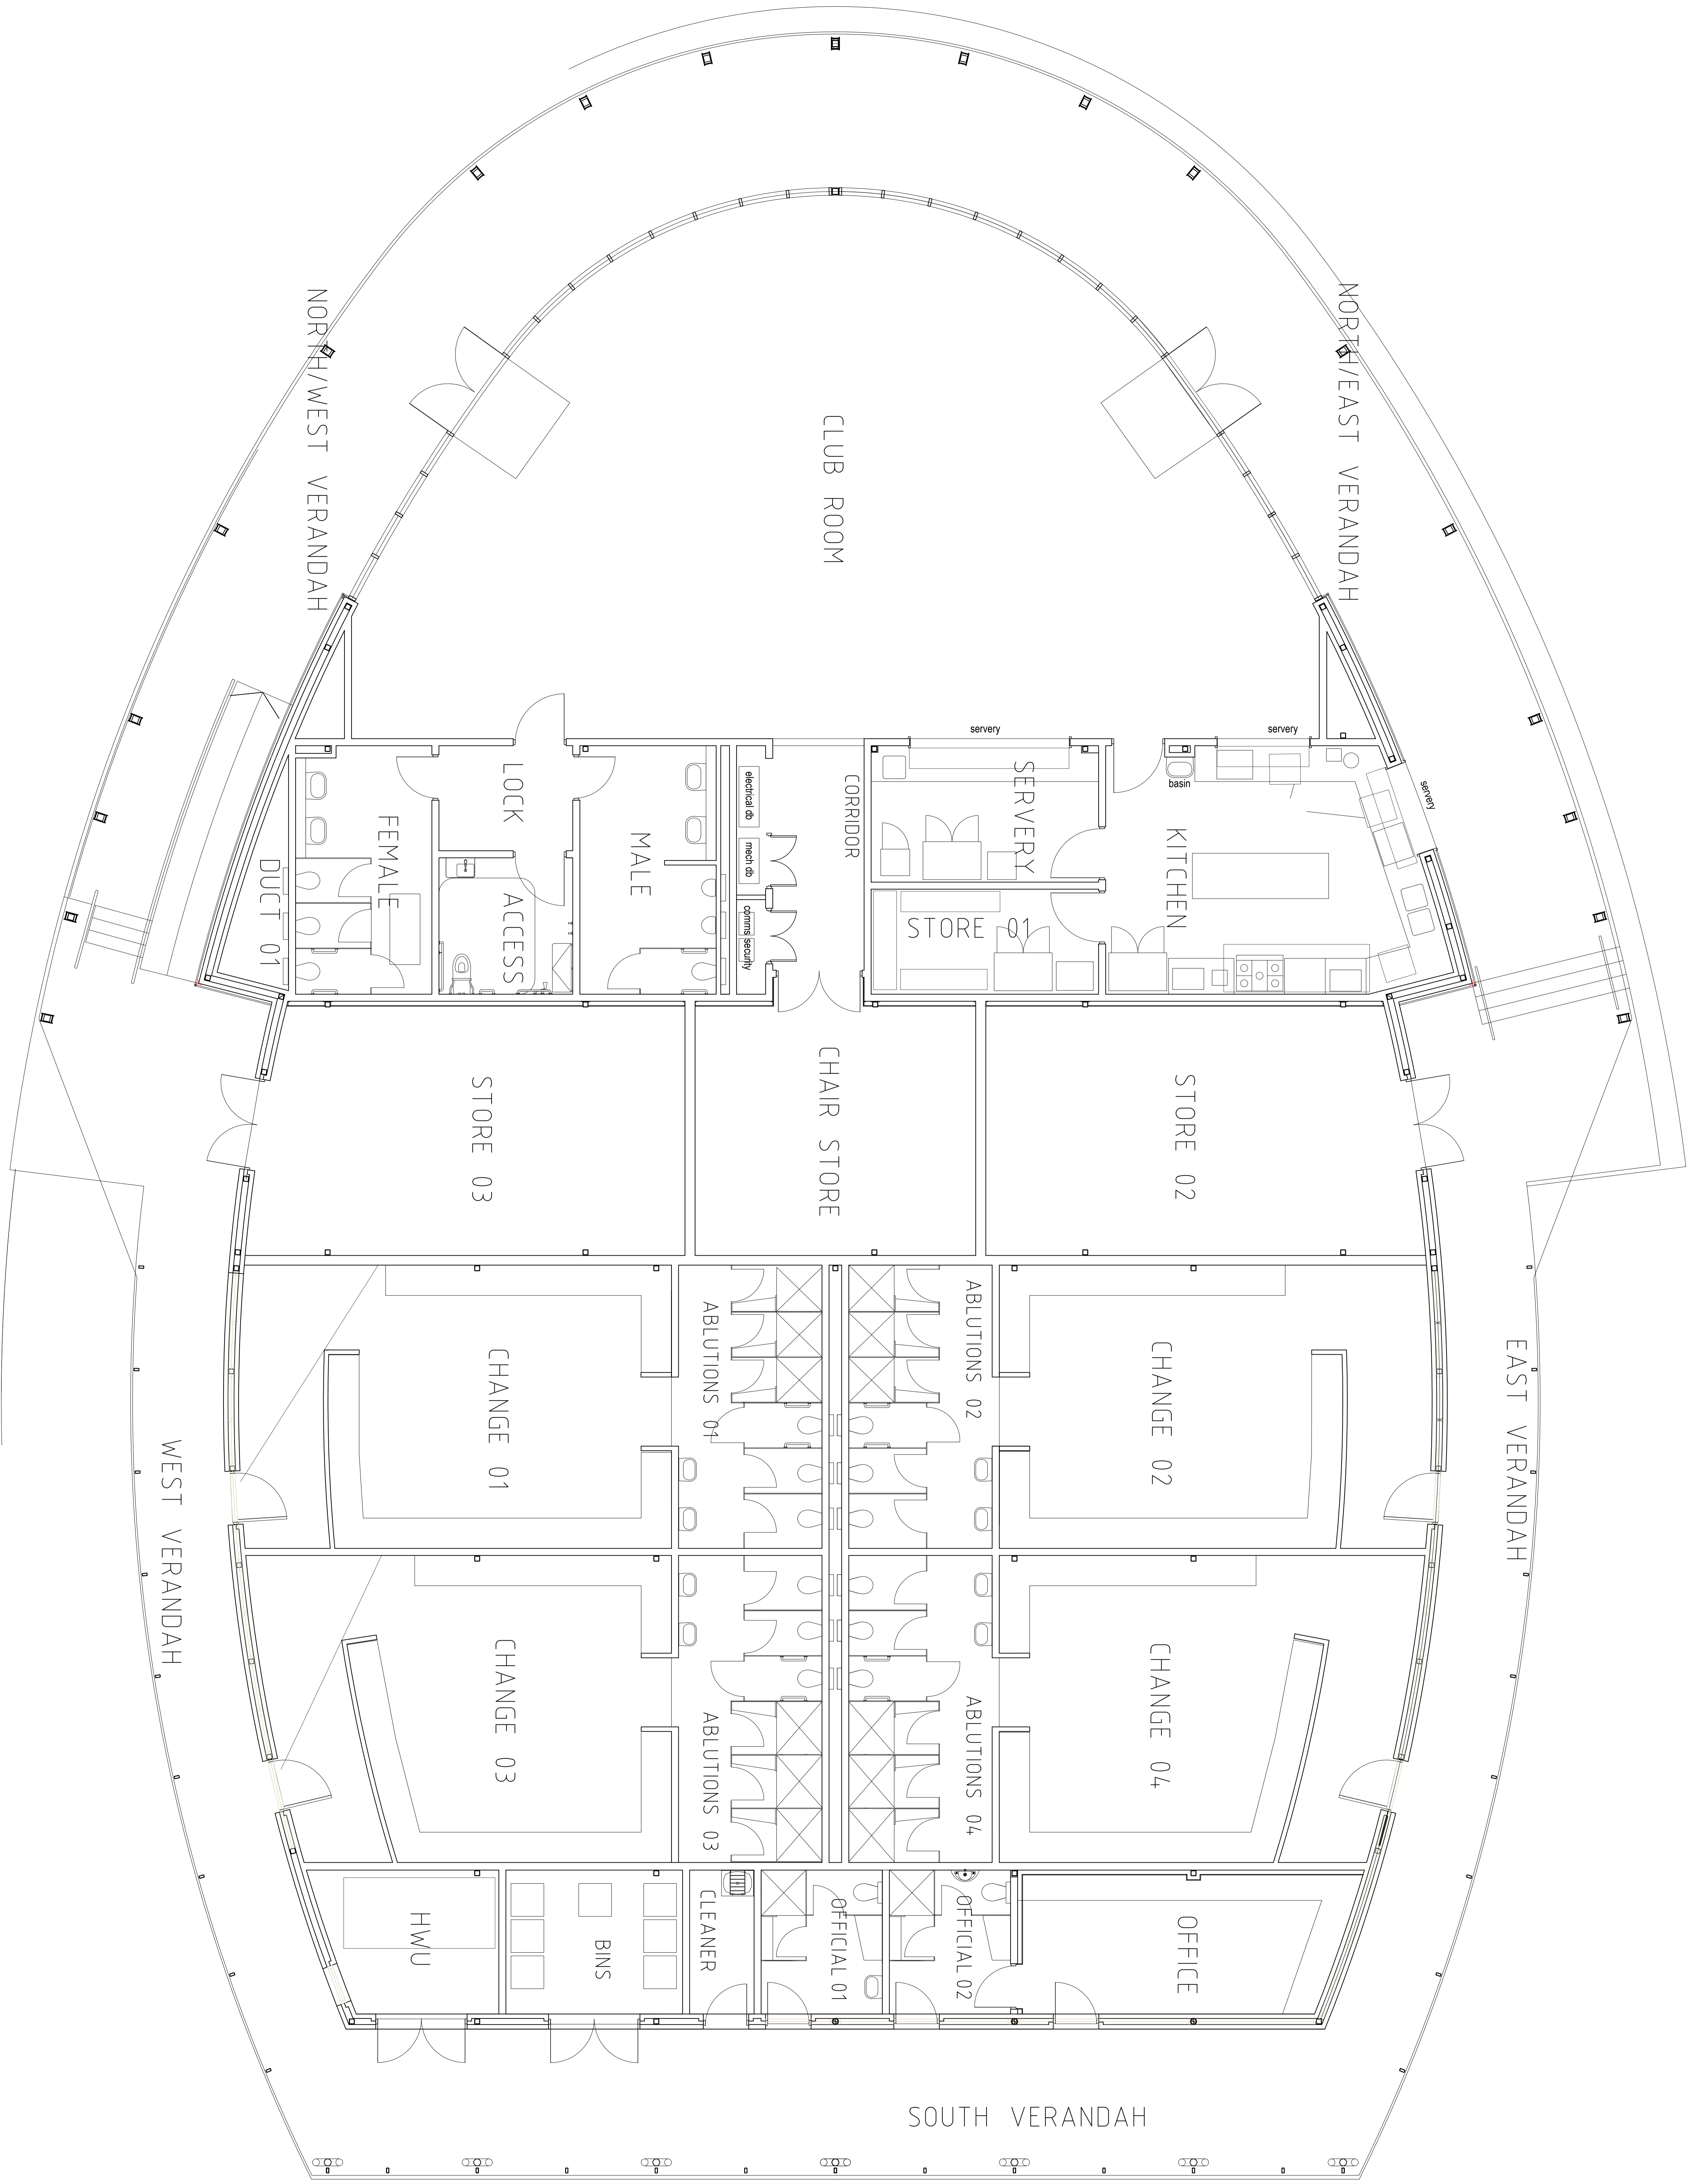 NORTH/WEST VERANDAH
NORTH/EAST VERANDAH
CLUB ROOM
servery
servery
servery
LOCK
FEMALE
MALE
DUCT 01
ACCESS
electrical db
mech db
comms
security
CORRIDOR
SERVERY
basin
KITCHEN
STORE 01
STORE 03
CHAIR STORE
STORE 02
CHANGE 01
ABLUTIONS 01
ABLUTIONS 02
CHANGE 02
EAST VERANDAH
WEST VERANDAH
CHANGE 03
ABLUTIONS 03
ABLUTIONS 04
CHANGE 04
HWU
BINS
CLEANER
OFFICIAL 01
OFFICIAL 02
OFFICE
SOUTH VERANDAH